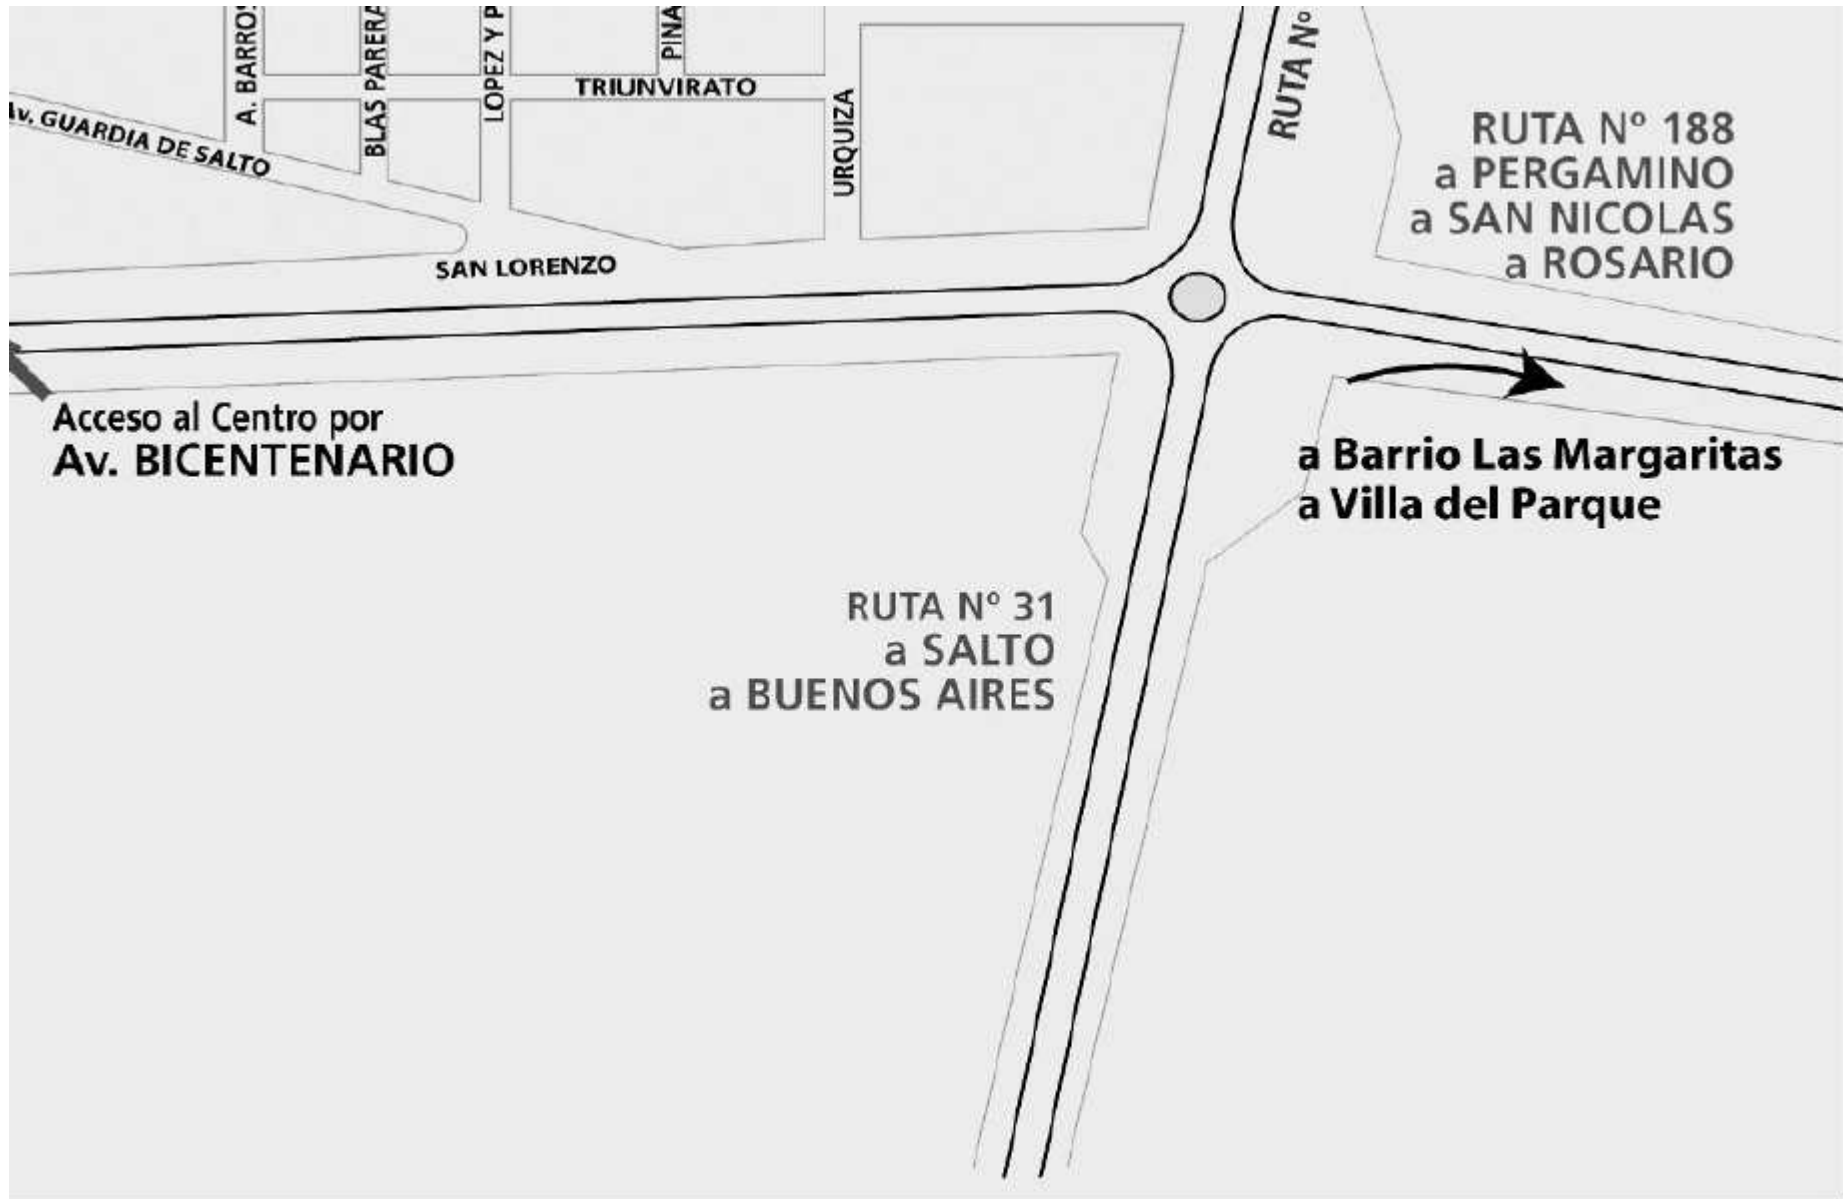 A. BARROS
BLAS PARERA
LOPEZ Y P
PINA
TRIUNVIRATO
URQUIZA
RUTA Nº
Av. GUARDIA DE SALTO
SAN LORENZO
RUTA Nº 188
a PERGAMINO
a SAN NICOLAS
a ROSARIO
Acceso al Centro por
Av. BICENTENARIO
a Barrio Las Margaritas
a Villa del Parque
RUTA Nº 31
a SALTO
a BUENOS AIRES